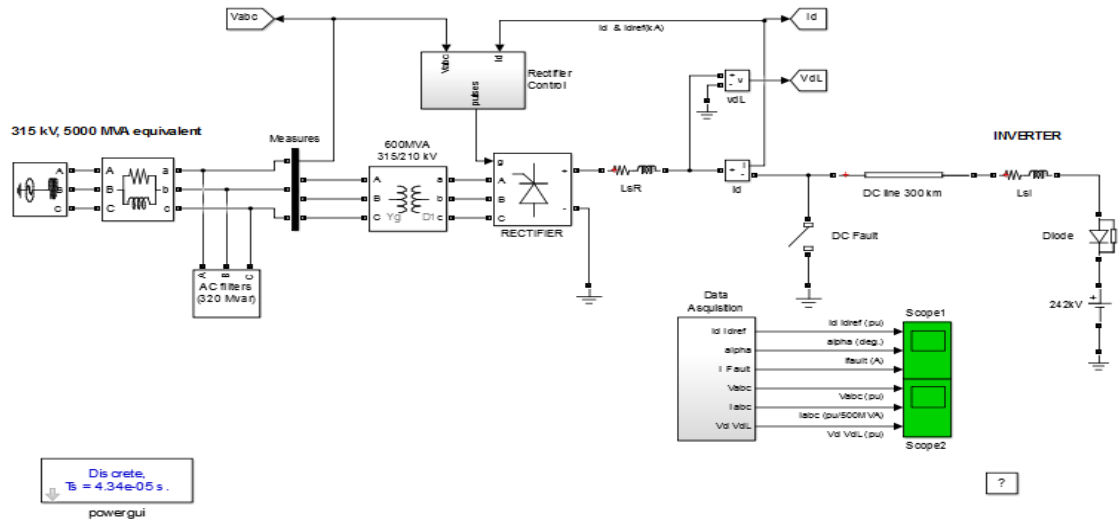 Vabc
Id & Idref(kA)
Id
Vabc
Id
pulses
Rectifier
Control
+
-
v
vdL
VdL
315 kV, 5000 MVA equivalent
Measures
600MVA
315/210 kV
INVERTER
A
B
C
A
B
C
a
b
c
A
B
C
a
b
c
Yg
D1
g
A
B
C
+
-
RECTIFIER
LsR
+
-
i
Id
DC line 300 km
LsI
A
B
C
AC filters
(320 Mvar)
DC Fault
Diode
+
242kV
Data
Asquisition
Id Idref
alpha
I Fault
Vabc
Iabc
Vd VdL
Id Idref (pu)
alpha (deg.)
Ifault (A)
Vabc (pu)
Iabc (pu/500MVA)
Vd VdL (pu)
Scope1
Scope2
Discrete,
Ts = 4.34e-05 s.
powergui
?